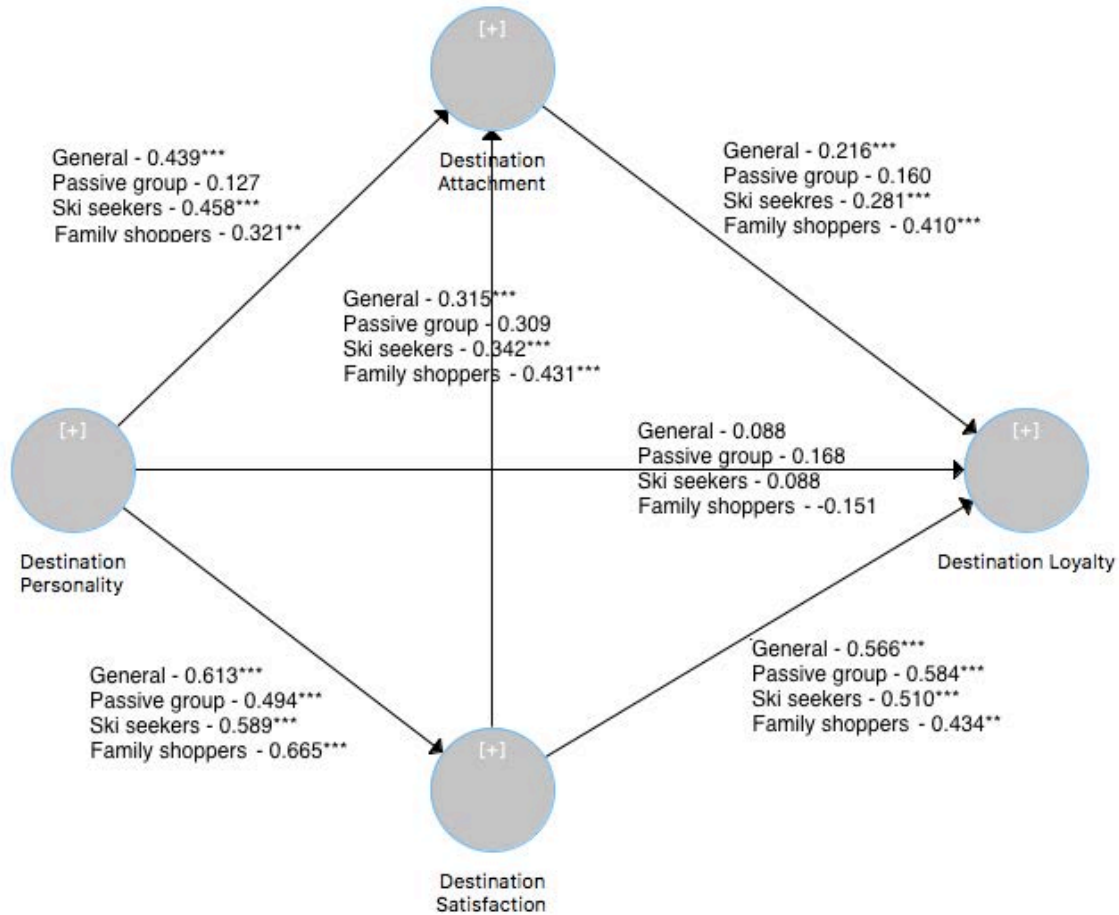 [+]
Destination
Attachment
General - 0.439***
Passive group - 0.127
Ski seekers - 0.458***
Family shoppers - 0.321**
General - 0.216***
Passive group - 0.160
Ski seekres - 0.281***
Family shoppers - 0.410***
General - 0.315***
Passive group - 0.309
Ski seekers - 0.342***
Family shoppers - 0.431***
[+]
Destination
Personality
General - 0.088
Passive group - 0.168
Ski seekers - 0.088
Family shoppers - -0.151
[+]
Destination Loyalty
General - 0.613***
Passive group - 0.494***
Ski seekers - 0.589***
Family shoppers - 0.665***
General - 0.566***
Passive group - 0.584***
Ski seekers - 0.510***
Family shoppers - 0.434**
[+]
Destination
Satisfaction